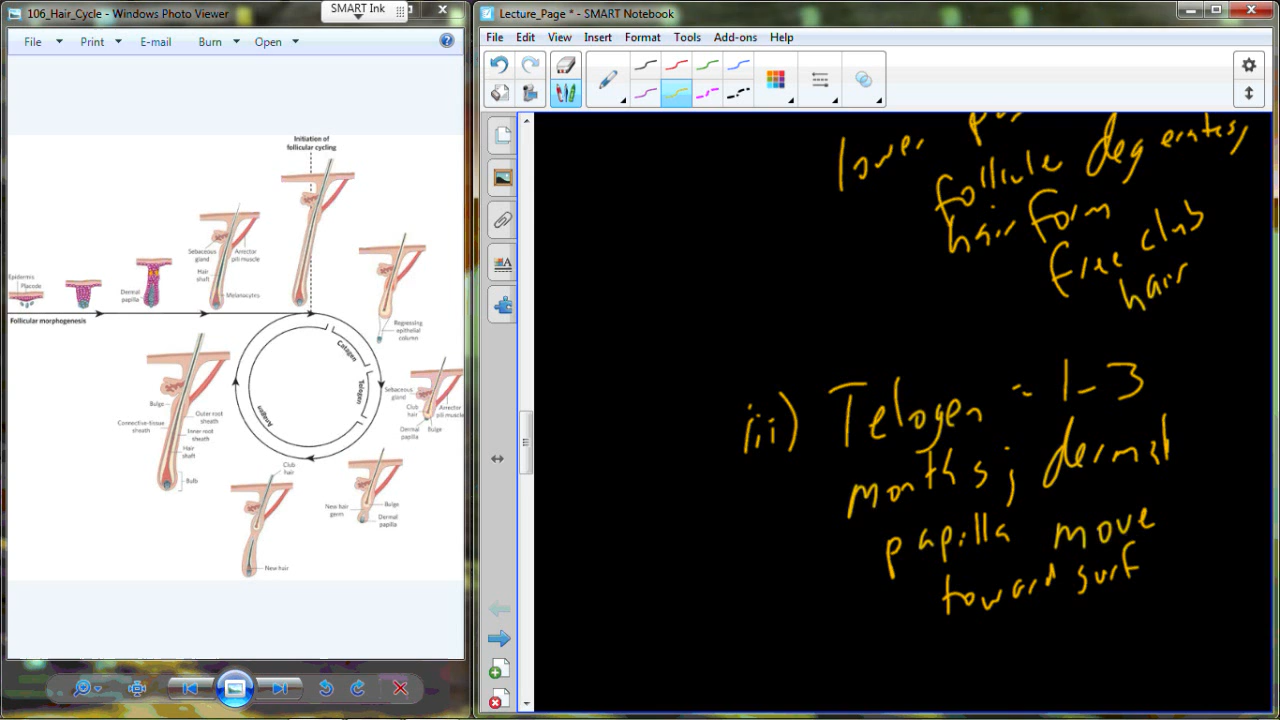 106_Hair_Cycle - Windows Photo Viewer
SMART Ink
File Print E-mail Burn Open
Initiation of
follicular cycling
Sebaceous
gland
Arrector
pili muscle
Hair
shaft
Melanocytes
Epidermis
Placode
Dermal
papilla
Follicular morphogenesis
Regressing
epithelial
column
Catagen
Telogen
Anagen
Sebaceous
gland
Club
hair
Arrector
pili muscle
Dermal
papilla
Bulge
Bulge
Outer root
sheath
Connective-tissue
sheath
Inner root
sheath
Hair
shaft
Bulb
Club
hair
New hair
New hair
germ
Bulge
Dermal
papilla
Lecture_Page * - SMART Notebook
File Edit View Insert Format Tools Add-ons Help
lower
follicule degenerates,
hair form
free club
hair
iii) Telogen = 1-3
months; dermal
papilla move
toward surf